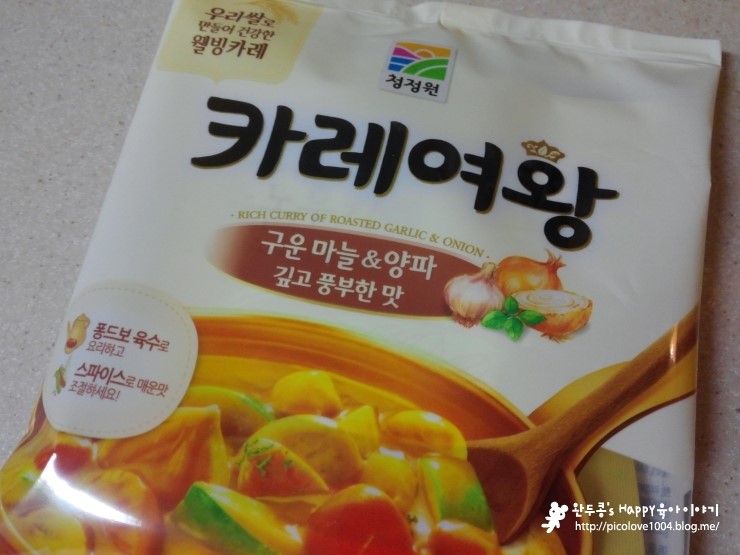 우리쌀로
만들어 건강한
웰빙카레
청정원
카레여왕
· RICH CURRY OF ROASTED GARLIC & ONION ·
구운 마늘&양파
깊고 풍부한 맛
퐁드보 육수로
요리하고
스파이스로 매운맛
조절하세요!
완두콩's Happy육아이야기
http://picolove1004.blog.me/